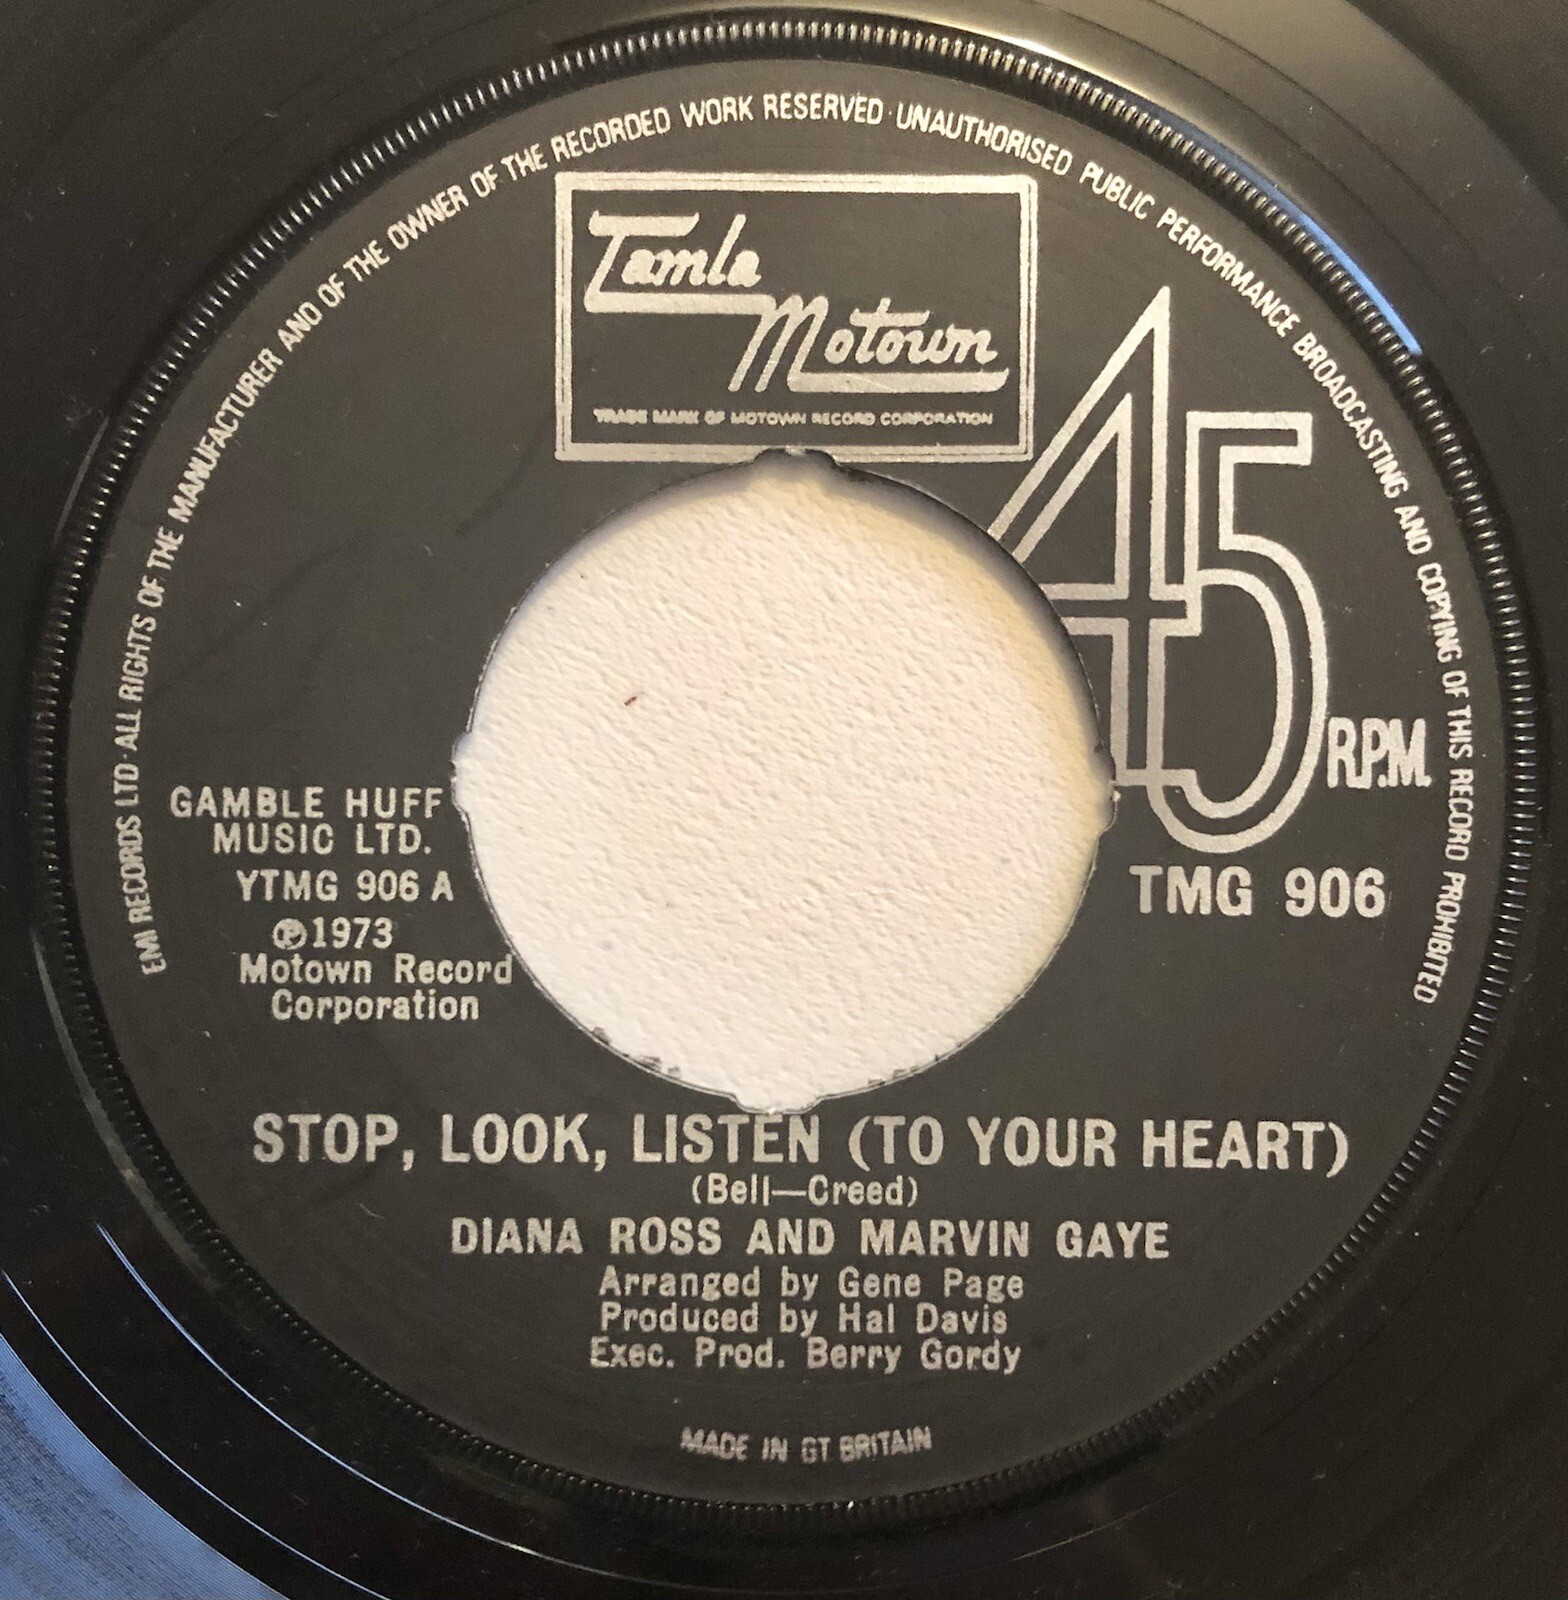 EMI RECORDS LTD · ALL RIGHTS OF THE MANUFACTURER AND OF THE OWNER OF THE RECORDED WORK RESERVED · UNAUTHORISED PUBLIC PERFORMANCE BROADCASTING AND COPYING OF THIS RECORD PROHIBITED
Tamla
Motown
TRADE MARK OF MOTOWN RECORD CORPORATION
45
R.P.M.
TMG 906
GAMBLE HUFF
MUSIC LTD.
YTMG 906 A
℗1973
Motown Record
Corporation
STOP, LOOK, LISTEN (TO YOUR HEART)
(Bell—Creed)
DIANA ROSS AND MARVIN GAYE
Arranged by Gene Page
Produced by Hal Davis
Exec. Prod. Berry Gordy
MADE IN GT BRITAIN